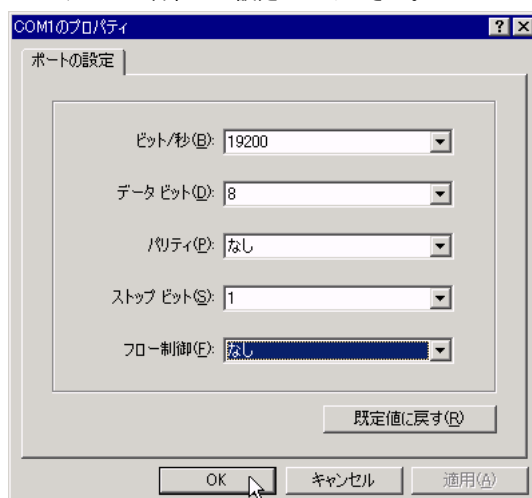 COM1のプロパティ
ポートの設定
ビット/秒(B): 19200
データ ビット(D): 8
パリティ(P): なし
ストップ ビット(S): 1
フロー制御(F): なし
既定値に戻す(R)
OK キャンセル 適用(A)